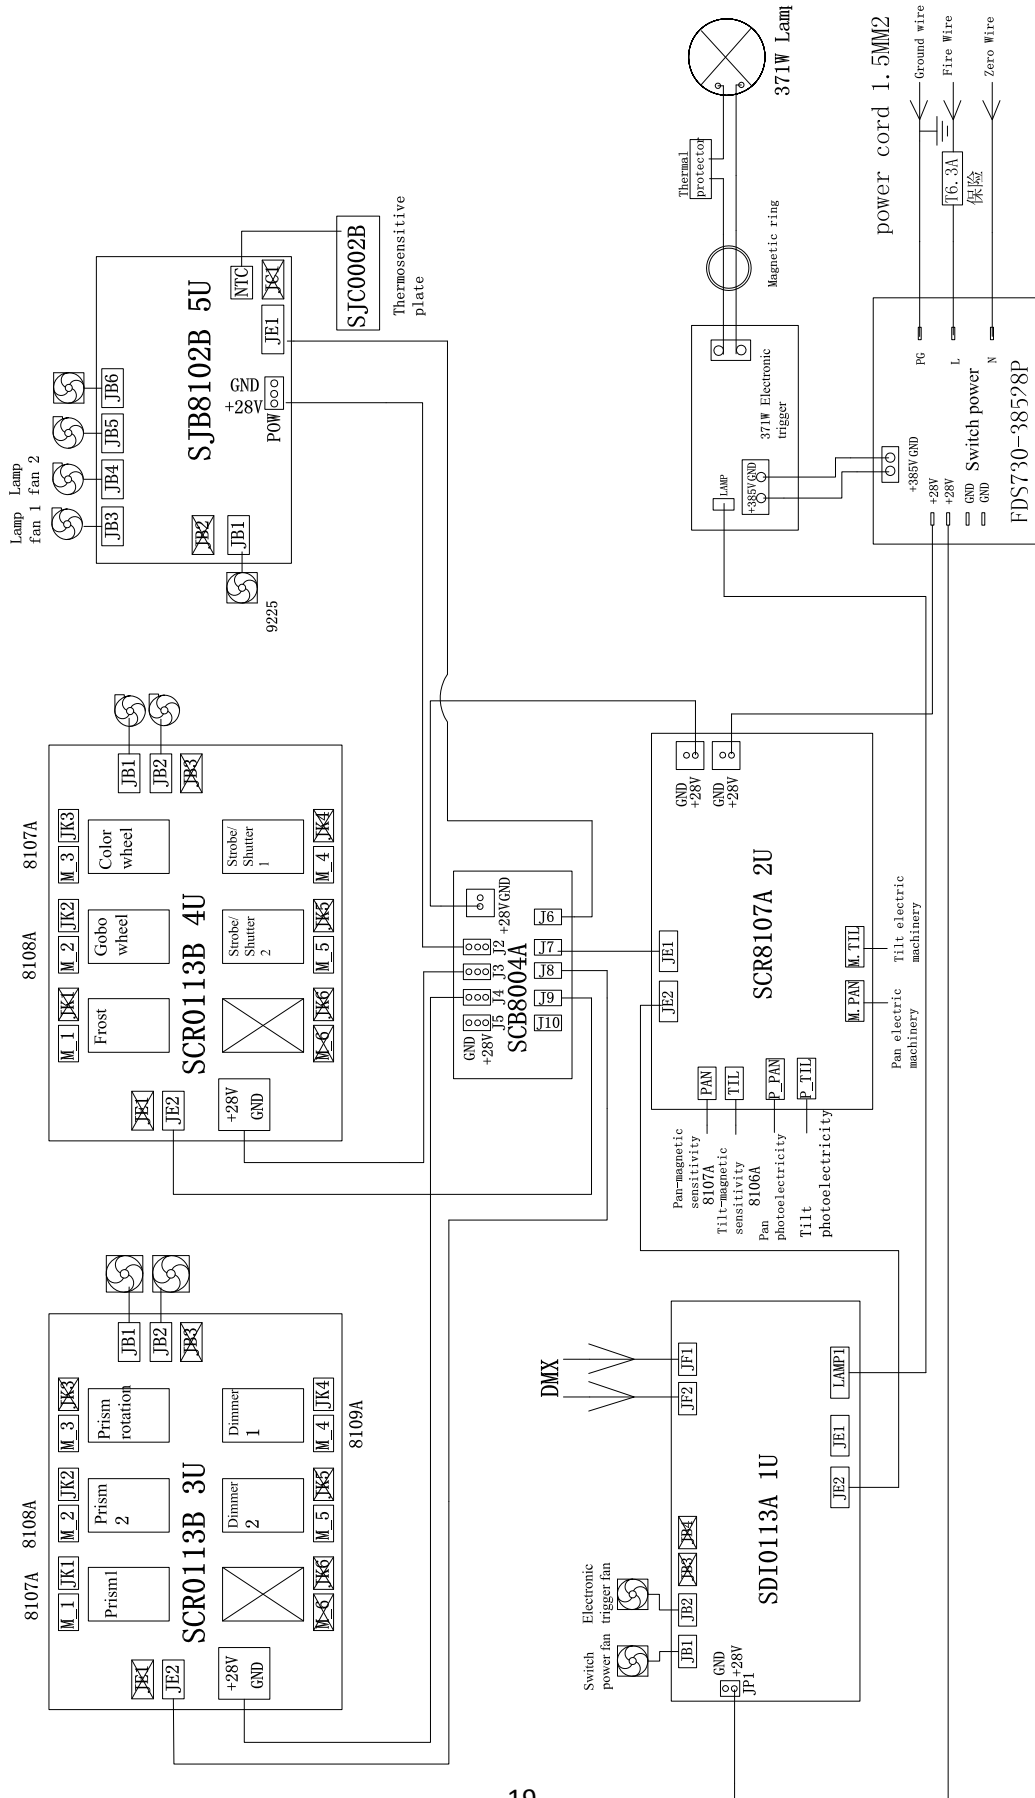 Lamp
fan 1
Lamp
fan 2
JB3
JB4
JB5
JB6
JB2
JB1
9225
SJB8102B 5U
POW
+28V
GND
NTC
JC1
JE1
SJC0002B
Thermosensitive
plate
371W Lamp
Thermal
protector
Magnetic ring
371W Electronic
trigger
LAMP
+385V GND
power cord 1.5MM2
Ground wire
Fire Wire
Zero Wire
T6.3A
保险
PG
L
N
+385V GND
+28V
+28V
GND
GND
Switch power
FDS730-38528P
8108A
8107A
M_1
JK1
M_2
JK2
M_3
JK3
Frost
Gobo
wheel
Color
wheel
JB1
JB2
JB3
SCR0113B 4U
Strobe/
Shutter
2
Strobe/
Shutter
1
JE1
JE2
+28V
GND
M_6
JK6
M_5
JK5
M_4
JK4
SCB8004A
+28VGND
J2
J3
J4
J5
GND
+28V
J6
J7
J8
J9
J10
SCR8107A 2U
GND
+28V
GND
+28V
JE1
JE2
PAN
TIL
P_PAN
P_TIL
M.PAN
M.TIL
Pan-magnetic
sensitivity
8107A
Tilt-magnetic
sensitivity
8106A
Pan
photoelectricity
Tilt
photoelectricity
Pan electric
machinery
Tilt electric
machinery
8107A
8108A
M_1
JK1
M_2
JK2
M_3
JK3
Prism1
Prism
2
Prism
rotation
JB1
JB2
JB3
SCR0113B 3U
Dimmer
2
Dimmer
1
JE1
JE2
+28V
GND
M_6
JK6
M_5
JK5
M_4
JK4
8109A
DMX
JF1
JF2
SDI0113A 1U
LAMP1
JE1
JE2
JB4
JB3
JB2
JB1
Electronic
trigger fan
Switch
power fan
GND
+28V
JP1
19